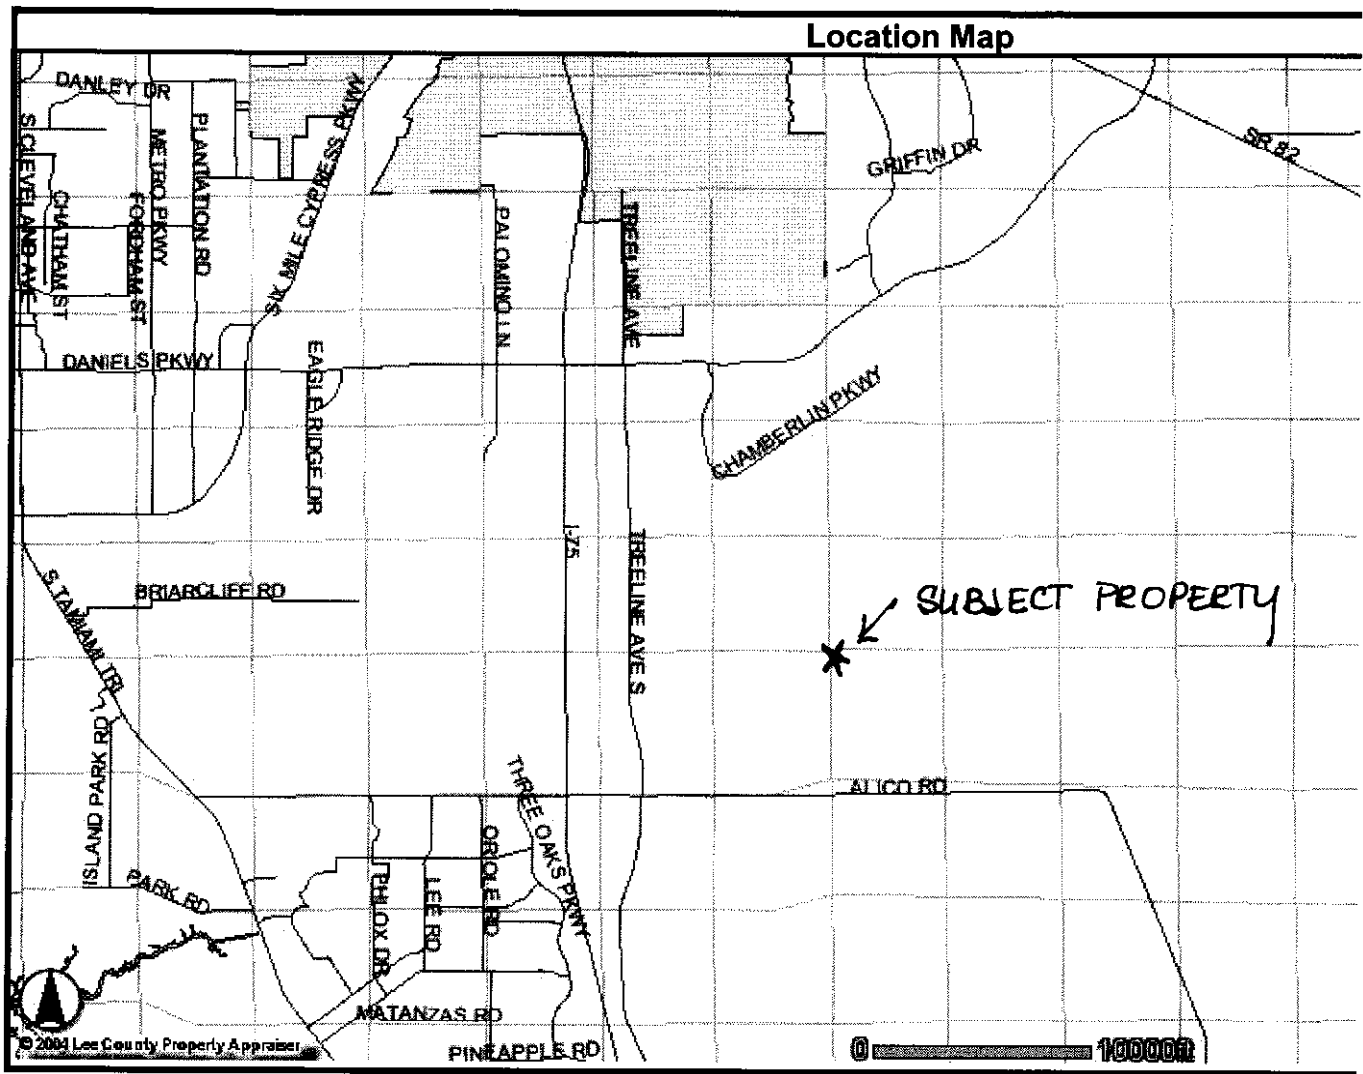 Location Map
DANLEY DR
SIX MILE CYPRESS PKWY
S CLEVELAND AVE
CHATHAM ST
FORDHAM ST
METRO PKWY
PLANTATION RD
PALOMINO LN
TREELINE AVE
GRIFFIN DR
SR 82
DANIELS PKWY
EAGLE RIDGE DR
CHAMBERLIN PKWY
I-75
TREELINE AVE S
S TAMIAMI TRL
BRIARCLIFF RD
SUBJECT PROPERTY
ISLAND PARK RD
THREE OAKS PKWY
ALICO RD
PARK RD
PHLOX DR
LEE RD
ORIOLE RD
MATANZAS RD
PINEAPPLE RD
© 2004 Lee County Property Appraiser
0 10000ft